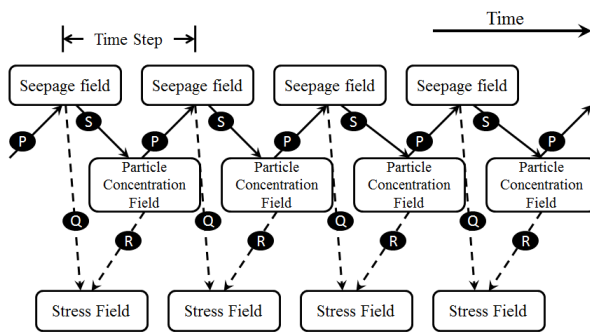 Time
Time Step
Seepage field Seepage field Seepage field Seepage field
S S S S
P P P P P
Particle Particle Particle Particle
Concentration Concentration Concentration Concentration
Field Field Field Field
Q Q Q Q
R R R R
Stress Field Stress Field Stress Field Stress Field